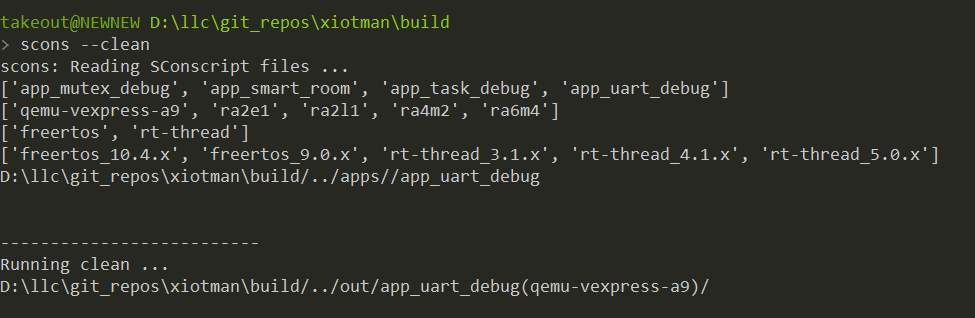 takeout@NEWNEW D:\llc\git_repos\xiotman\build
> scons --clean
scons: Reading SConscript files ...
['app_mutex_debug', 'app_smart_room', 'app_task_debug', 'app_uart_debug']
['qemu-vexpress-a9', 'ra2e1', 'ra2l1', 'ra4m2', 'ra6m4']
['freertos', 'rt-thread']
['freertos_10.4.x', 'freertos_9.0.x', 'rt-thread_3.1.x', 'rt-thread_4.1.x', 'rt-thread_5.0.x']
D:\llc\git_repos\xiotman\build/../apps//app_uart_debug
--------------------------
Running clean ...
D:\llc\git_repos\xiotman\build/../out/app_uart_debug(qemu-vexpress-a9)/